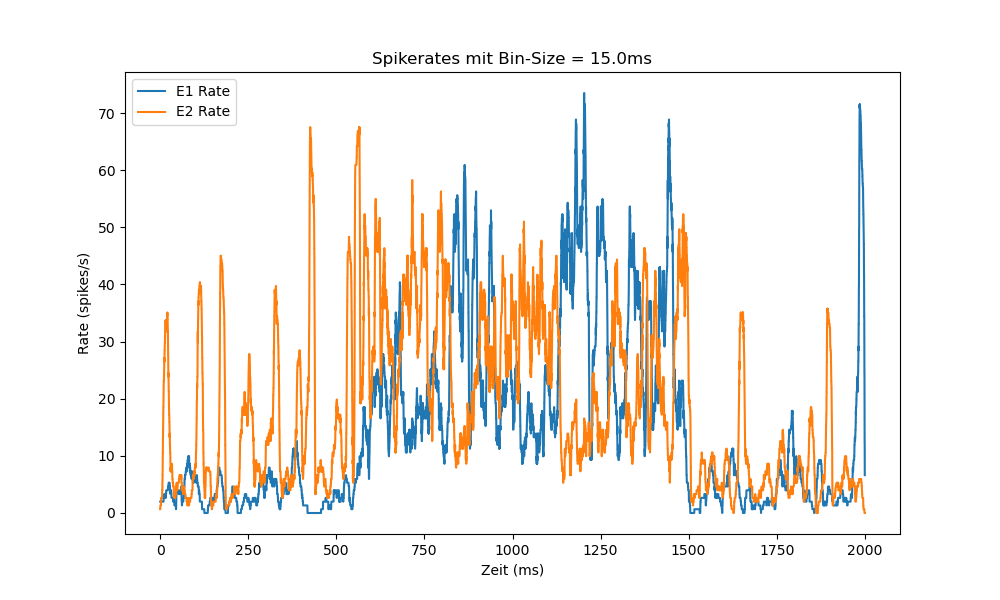 Spikerates mit Bin-Size = 15.0ms
E1 Rate
E2 Rate
Rate (spikes/s)
70
60
50
40
30
20
10
0
0 250 500 750 1000 1250 1500 1750 2000
Zeit (ms)